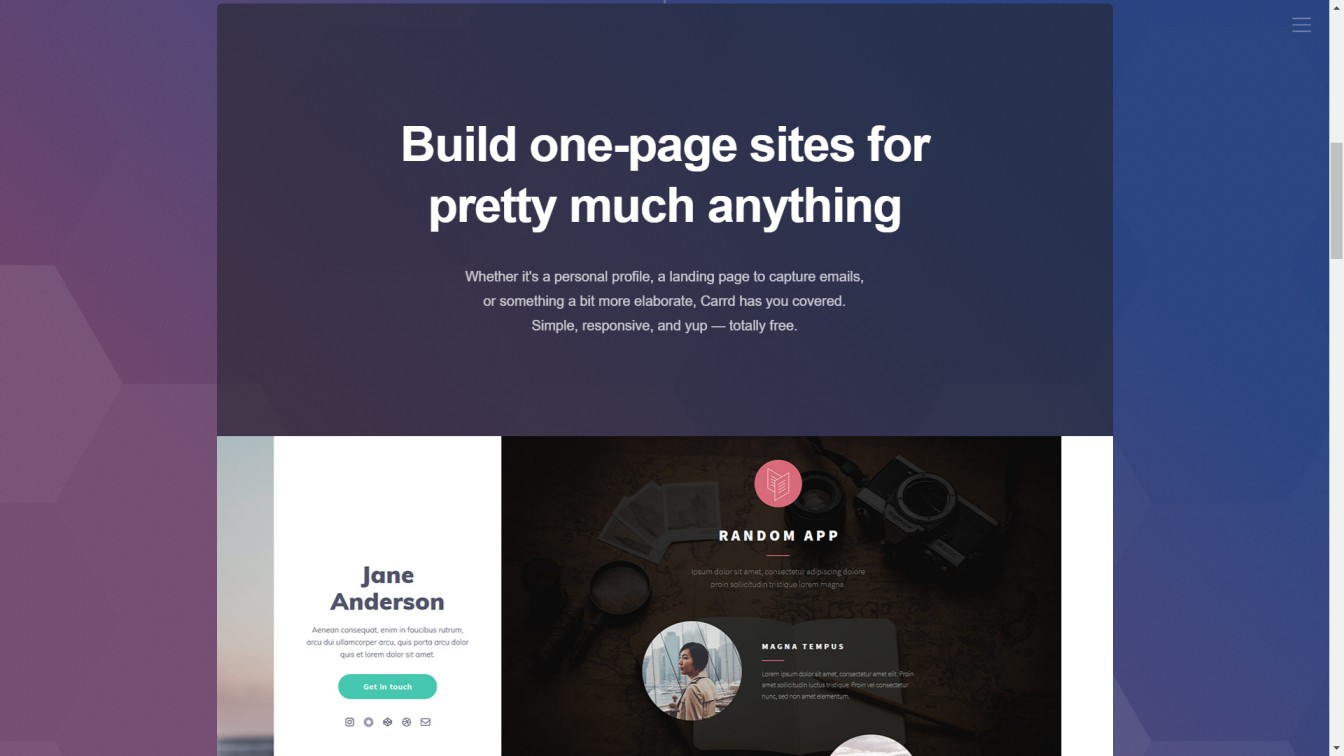 Build one-page sites for
pretty much anything
Whether it's a personal profile, a landing page to capture emails,
or something a bit more elaborate, Carrd has you covered.
Simple, responsive, and yup — totally free.
Jane
Anderson
Aenean consequat, enim in faucibus rutrum,
arcu dui ullamcorper arcu, quis porta arcu dolor
quis et lorem dolor sit amet.
Get in touch
RANDOM APP
Ipsum dolor sit amet, consectetur adipiscing dolore
proin sollicitudin tristique lorem magna.
MAGNA TEMPUS
Lorem ipsum dolor sit amet, consectetur amet elit. Proin
amet sollicitudin luctus tristique. Proin vel consectetur
nunc, sed non amet elementum.